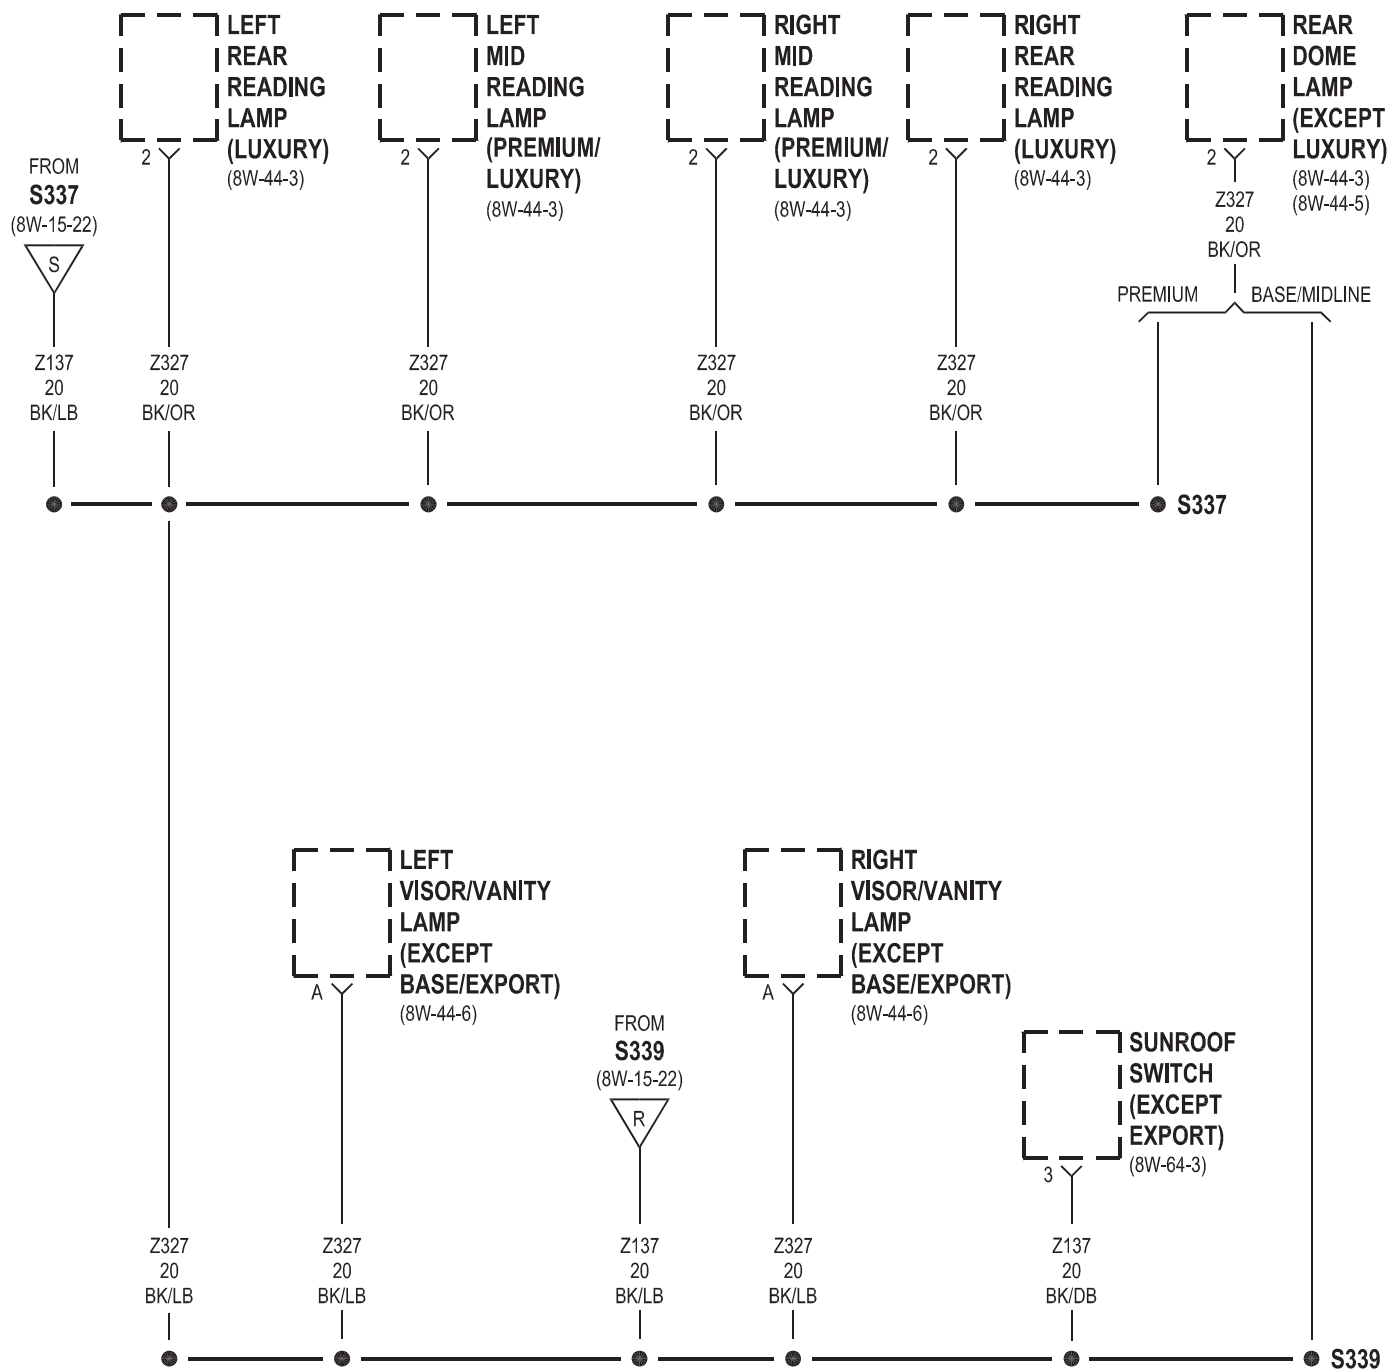 LEFT
REAR
READING
LAMP
(LUXURY)
(8W-44-3)
2
LEFT
MID
READING
LAMP
(PREMIUM/
LUXURY)
(8W-44-3)
2
RIGHT
MID
READING
LAMP
(PREMIUM/
LUXURY)
(8W-44-3)
2
RIGHT
REAR
READING
LAMP
(LUXURY)
(8W-44-3)
2
REAR
DOME
LAMP
(EXCEPT
LUXURY)
(8W-44-3)
(8W-44-5)
2
Z327
20
BK/OR
PREMIUM
BASE/MIDLINE
FROM
S337
(8W-15-22)
S
Z137
20
BK/LB
Z327
20
BK/OR
Z327
20
BK/OR
Z327
20
BK/OR
Z327
20
BK/OR
S337
LEFT
VISOR/VANITY
LAMP
(EXCEPT
BASE/EXPORT)
(8W-44-6)
A
FROM
S339
(8W-15-22)
R
RIGHT
VISOR/VANITY
LAMP
(EXCEPT
BASE/EXPORT)
(8W-44-6)
A
SUNROOF
SWITCH
(EXCEPT
EXPORT)
(8W-64-3)
3
Z327
20
BK/LB
Z327
20
BK/LB
Z137
20
BK/LB
Z327
20
BK/LB
Z137
20
BK/DB
S339